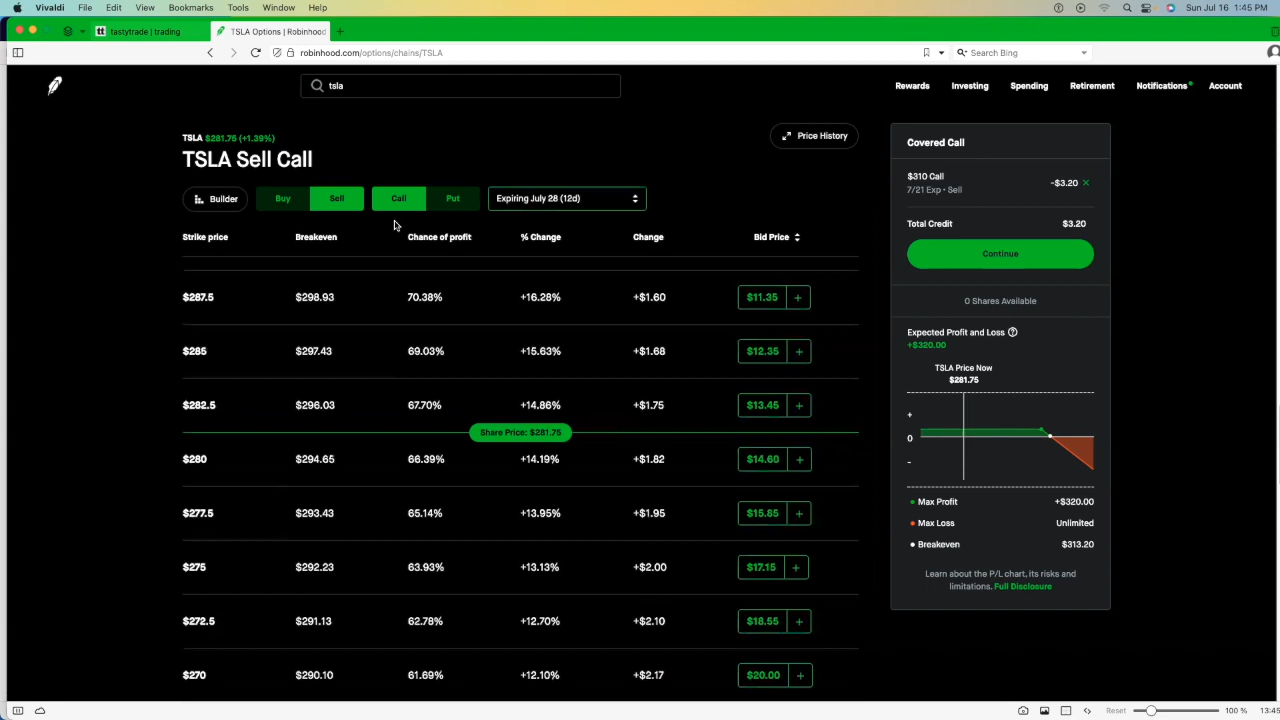 Vivaldi File Edit View Bookmarks Tools Window Help Sun Jul 16 1:45 PM
tt tastytrade | trading TSLA Options | Robinhood
robinhood.com/options/chains/TSLA Search Bing
tsla Rewards Investing Spending Retirement Notifications Account
TSLA $281.75 (+1.39%)
TSLA Sell Call
Price History
Builder Buy Sell Call Put Expiring July 28 (12d)
Strike price Breakeven Chance of profit % Change Change Bid Price
$287.5 $298.93 70.38% +16.28% +$1.60 $11.35 +
$285 $297.43 69.03% +15.63% +$1.68 $12.35 +
$282.5 $296.03 67.70% +14.86% +$1.75 $13.45 +
Share Price: $281.75
$280 $294.65 66.39% +14.19% +$1.82 $14.60 +
$277.5 $293.43 65.14% +13.95% +$1.95 $15.85 +
$275 $292.23 63.93% +13.13% +$2.00 $17.15 +
$272.5 $291.13 62.78% +12.70% +$2.10 $18.55 +
$270 $290.10 61.69% +12.10% +$2.17 $20.00 +
Covered Call
$310 Call
7/21 Exp • Sell -$3.20 ×
Total Credit $3.20
Continue
0 Shares Available
Expected Profit and Loss ?
+$320.00
TSLA Price Now
$281.75
+
0
-
Max Profit +$320.00
Max Loss Unlimited
Breakeven $313.20
Learn about the P/L chart, its risks and
limitations. Full Disclosure
Reset 100 % 13:45